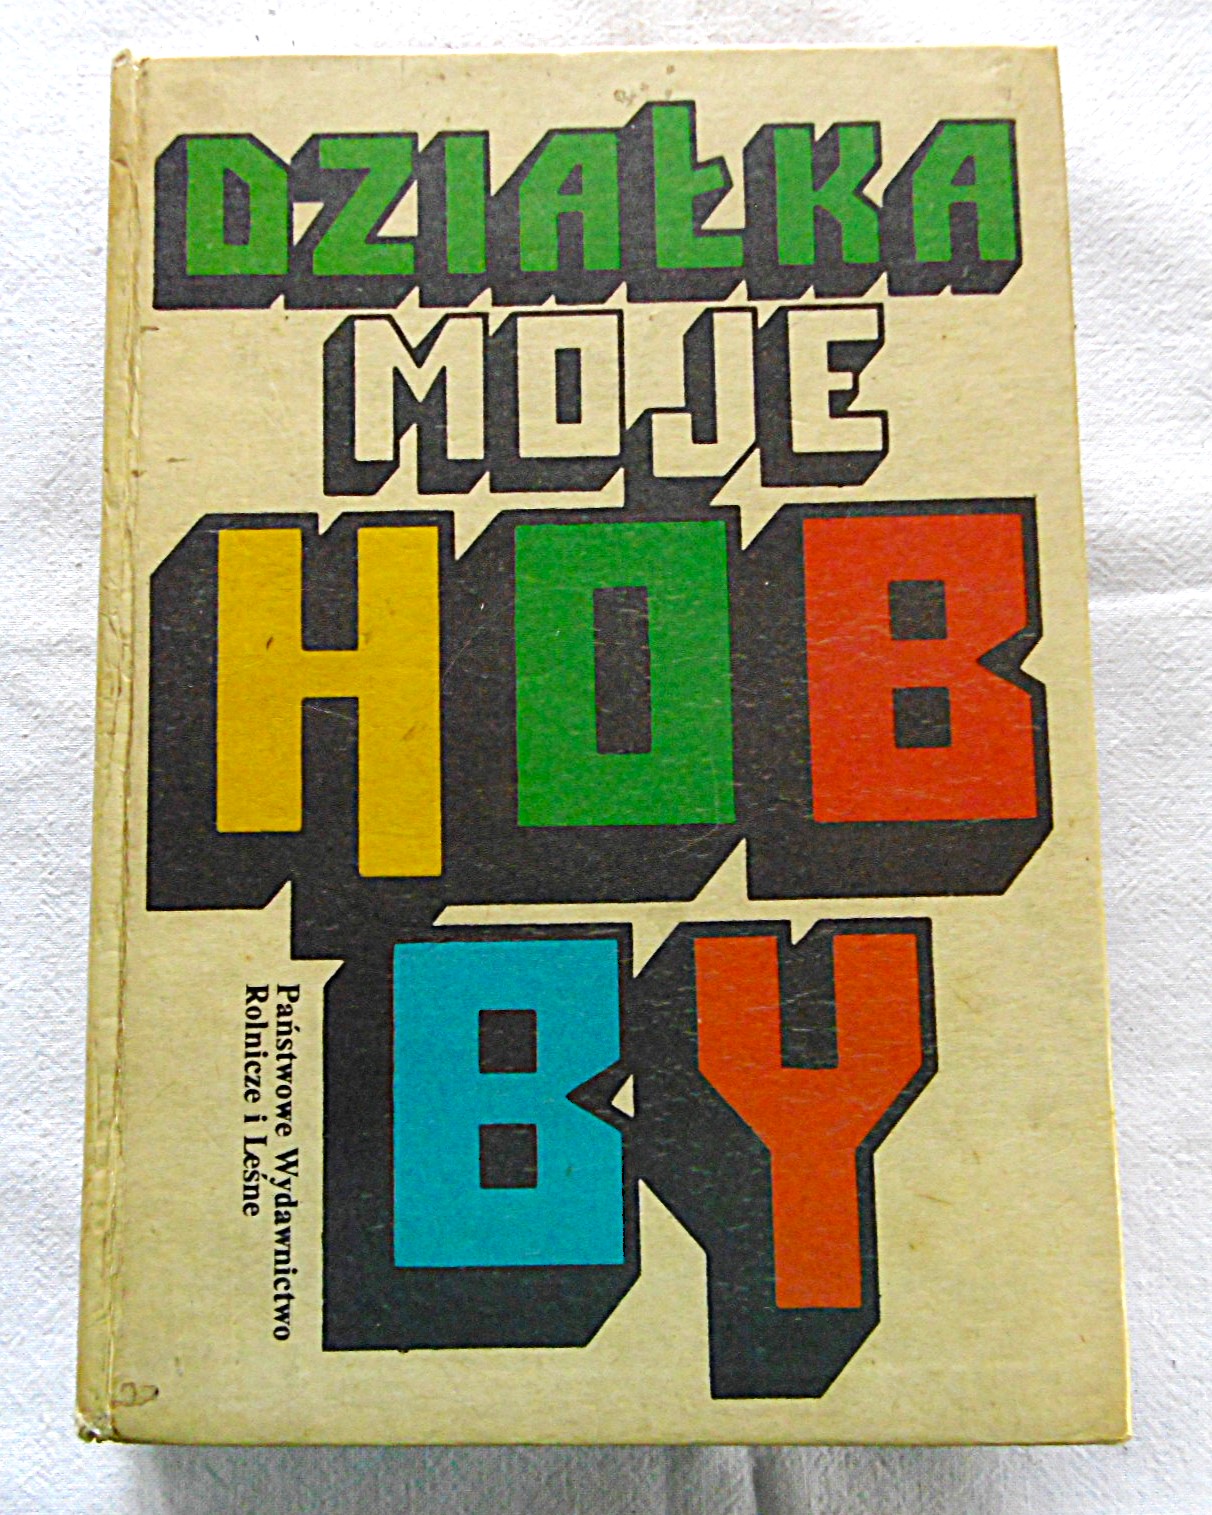 DZIAŁKA
MOJE
HOB
BY
Państwowe Wydawnictwo
Rolnicze i Leśne